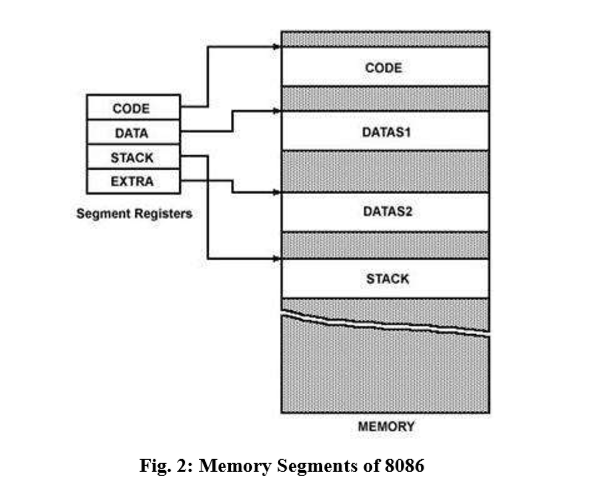 CODE
DATA
STACK
EXTRA
Segment Registers
CODE
DATAS1
DATAS2
STACK
MEMORY
Fig. 2: Memory Segments of 8086